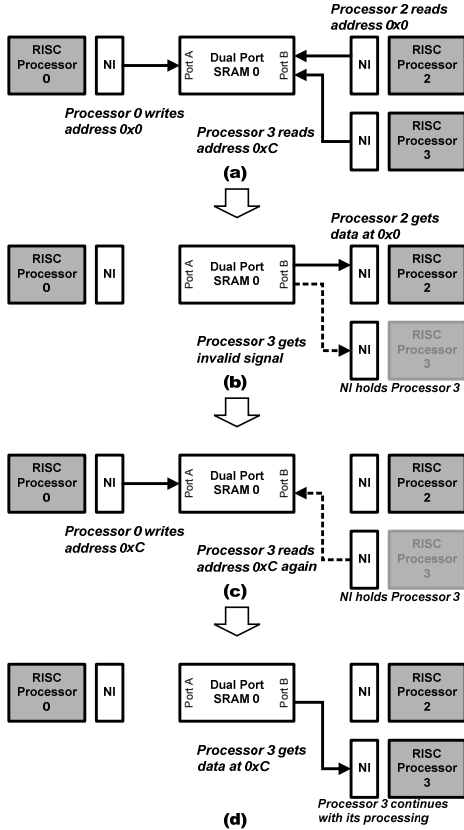 Processor 2 reads
address 0x0
RISC
Processor
0
NI
Port A
Dual Port
SRAM 0
Port B
NI
RISC
Processor
2
Processor 0 writes
address 0x0
Processor 3 reads
address 0xC
NI
RISC
Processor
3
(a)
Processor 2 gets
data at 0x0
RISC
Processor
0
NI
Port A
Dual Port
SRAM 0
Port B
NI
RISC
Processor
2
Processor 3 gets
invalid signal
NI
RISC
Processor
3
NI holds Processor 3
(b)
RISC
Processor
0
NI
Port A
Dual Port
SRAM 0
Port B
NI
RISC
Processor
2
Processor 0 writes
address 0xC
Processor 3 reads
address 0xC again
NI
RISC
Processor
3
NI holds Processor 3
(c)
RISC
Processor
0
NI
Port A
Dual Port
SRAM 0
Port B
NI
RISC
Processor
2
Processor 3 gets
data at 0xC
NI
RISC
Processor
3
Processor 3 continues
with its processing
(d)